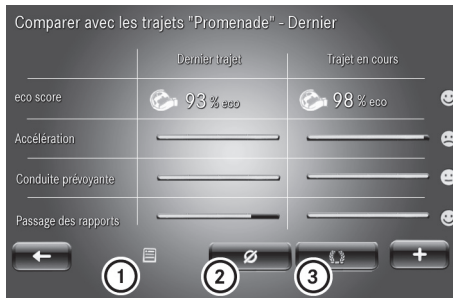 Comparer avec les trajets "Promenade" - Dernier
Dernier trajet Trajet en cours
eco score 93 % eco 98 % eco
Accélération
Conduite prévoyante
Passage des rapports
1 2 Ø 3 +